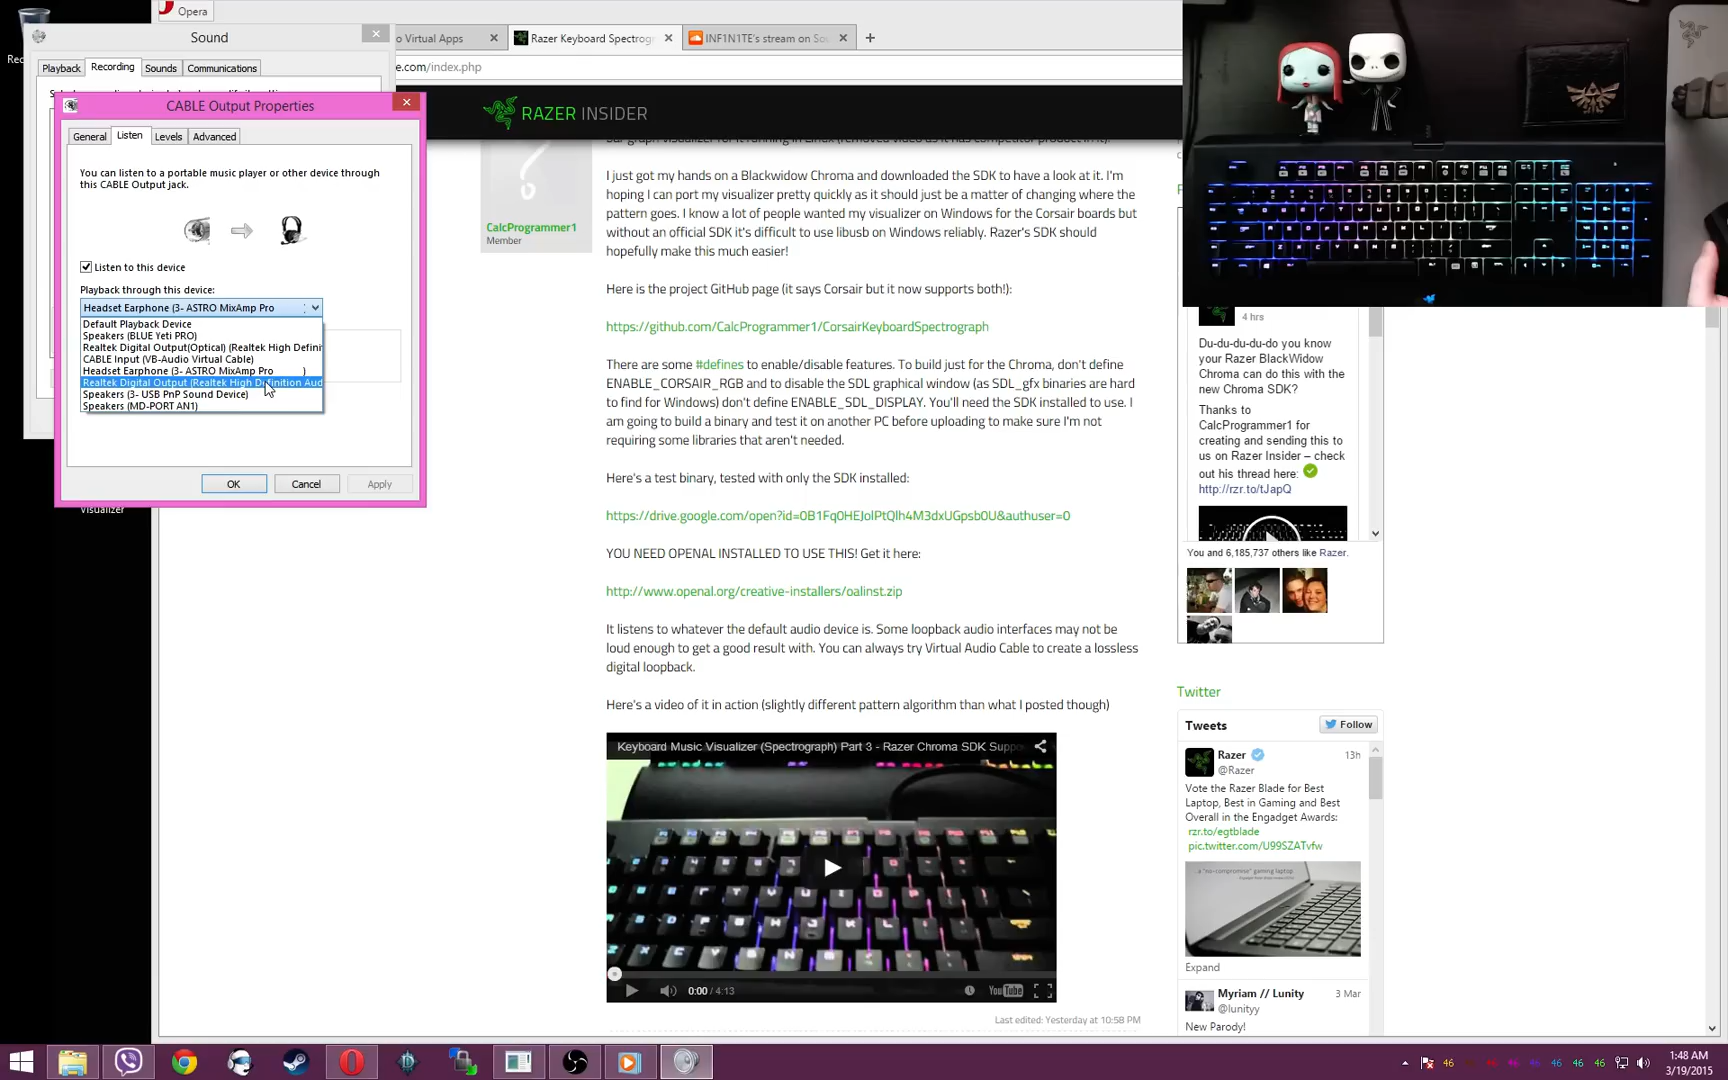 Opera
Sound
o Virtual Apps
Razer Keyboard Spectrogr
INF1N1TE's stream on Sou
e.com/index.php
Playback
Recording
Sounds
Communications
CABLE Output Properties
General
Listen
Levels
Advanced
You can listen to a portable music player or other device through
this CABLE Output jack.
Listen to this device
Playback through this device:
Headset Earphone (3- ASTRO MixAmp Pro )
Default Playback Device
Speakers (BLUE Yeti PRO)
Realtek Digital Output(Optical) (Realtek High Defini
CABLE Input (VB-Audio Virtual Cable)
Headset Earphone (3- ASTRO MixAmp Pro )
Realtek Digital Output (Realtek High Definition Aud
Speakers (3- USB PnP Sound Device)
Speakers (MD-PORT AN1)
OK
Cancel
Apply
Visualizer
RAZER INSIDER
CalcProgrammer1
Member
I just got my hands on a Blackwidow Chroma and downloaded the SDK to have a look at it. I'm
hoping I can port my visualizer pretty quickly as it should just be a matter of changing where the
pattern goes. I know a lot of people wanted my visualizer on Windows for the Corsair boards but
without an official SDK it's difficult to use libusb on Windows reliably. Razer's SDK should
hopefully make this much easier!
Here is the project GitHub page (it says Corsair but it now supports both!):
https://github.com/CalcProgrammer1/CorsairKeyboardSpectrograph
There are some #defines to enable/disable features. To build just for the Chroma, don't define
ENABLE_CORSAIR_RGB and to disable the SDL graphical window (as SDL_gfx binaries are hard
to find for Windows) don't define ENABLE_SDL_DISPLAY. You'll need the SDK installed to use. I
am going to build a binary and test it on another PC before uploading to make sure I'm not
requiring some libraries that aren't needed.
Here's a test binary, tested with only the SDK installed:
https://drive.google.com/open?id=0B1Fq0HEJolPtQlh4M3dxUGpsb0U&authuser=0
YOU NEED OPENAL INSTALLED TO USE THIS! Get it here:
http://www.openal.org/creative-installers/oalinst.zip
It listens to whatever the default audio device is. Some loopback audio interfaces may not be
loud enough to get a good result with. You can always try Virtual Audio Cable to create a lossless
digital loopback.
Here's a video of it in action (slightly different pattern algorithm than what I posted though)
Keyboard Music Visualizer (Spectrograph) Part 3 - Razer Chroma SDK Suppo
0:00 / 4:13
YouTube
Last edited: Yesterday at 10:58 PM
4 hrs
Du-du-du-du-do you know
your Razer BlackWidow
Chroma can do this with the
new Chroma SDK?
Thanks to
CalcProgrammer1 for
creating and sending this to
us on Razer Insider – check
out his thread here:
http://rzr.to/tJapQ
You and 6,185,737 others like Razer.
Twitter
Tweets
Follow
Razer
13h
@Razer
Vote the Razer Blade for Best
Laptop, Best in Gaming and Best
Overall in the Engadget Awards:
rzr.to/egtblade
pic.twitter.com/U99SZATvfw
Expand
Myriam // Lunity
3 Mar
@lunityy
New Parody!
46
46
46
46
46
46
46
46
1:48 AM
3/19/2015